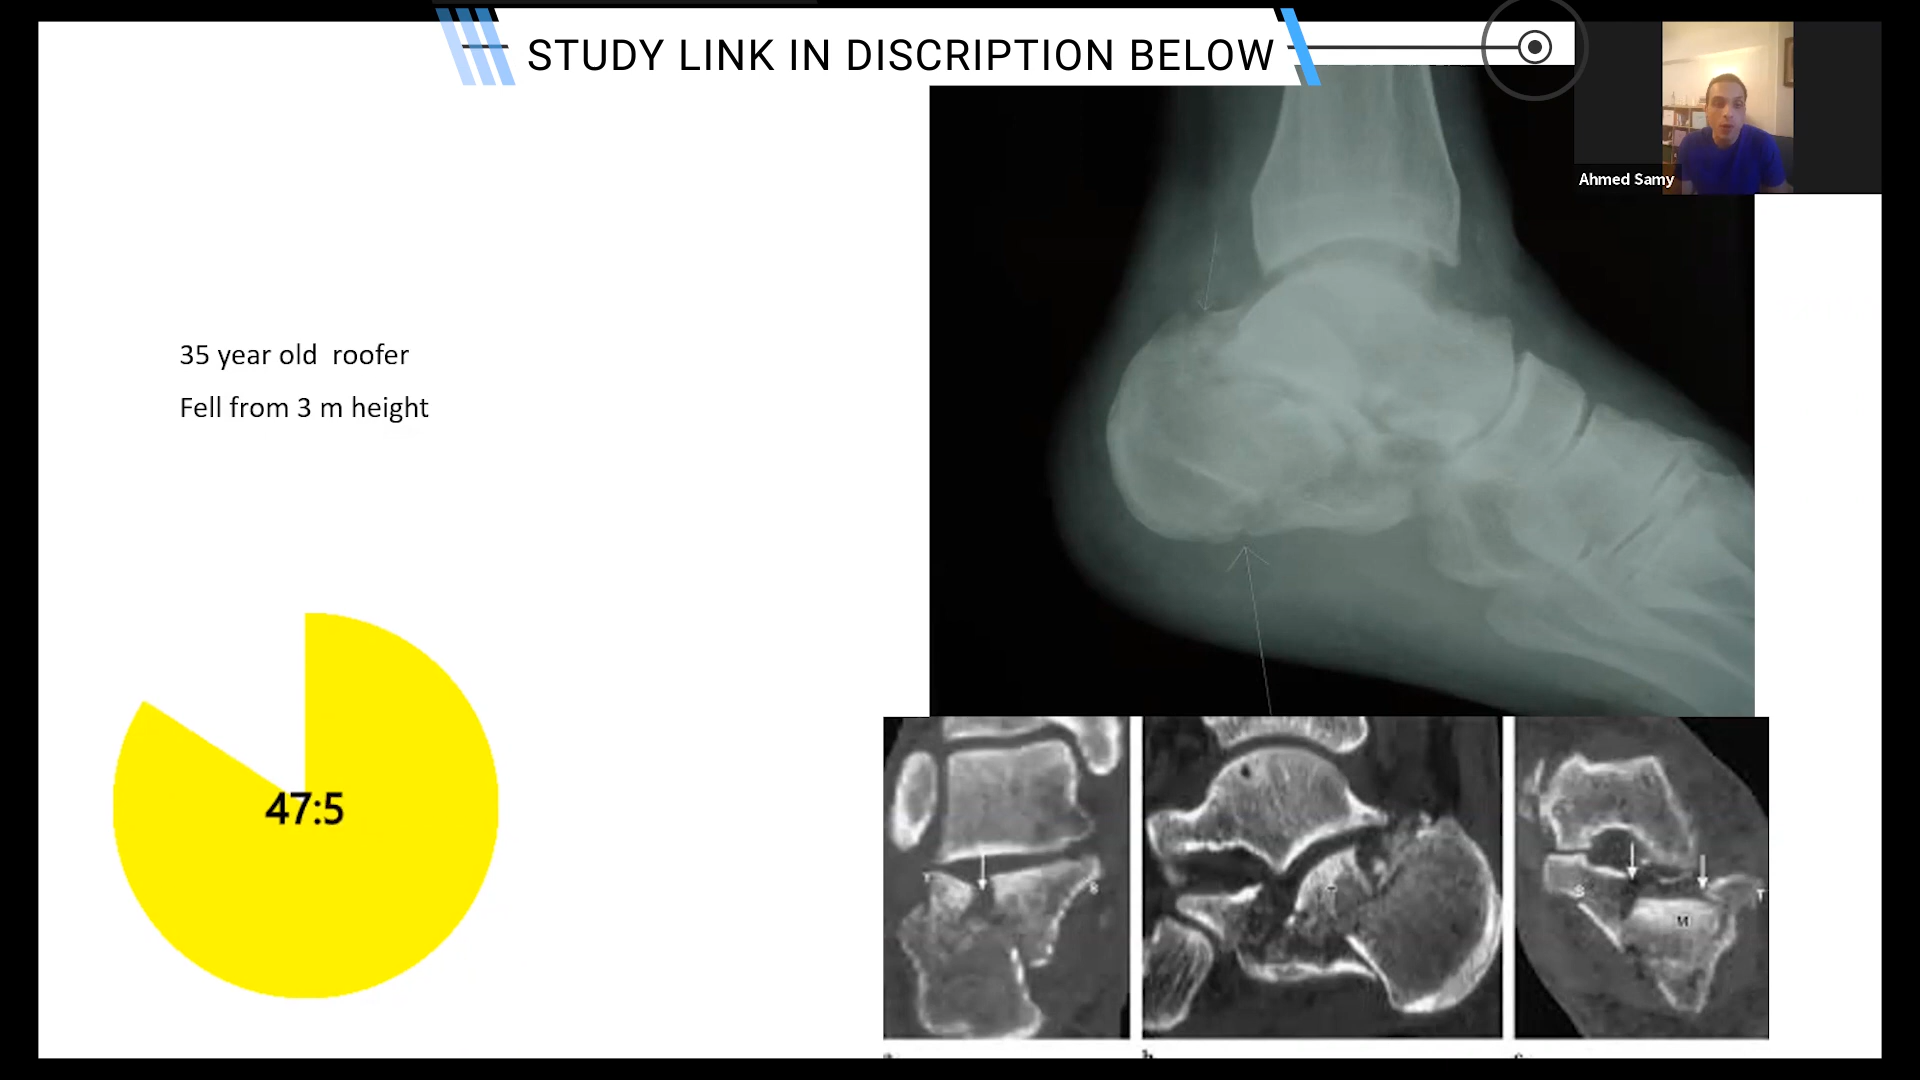 STUDY LINK IN DISCRIPTION BELOW
Ahmed Samy
35 year old roofer
Fell from 3 m height
47:5
T
S
T
S
M
T